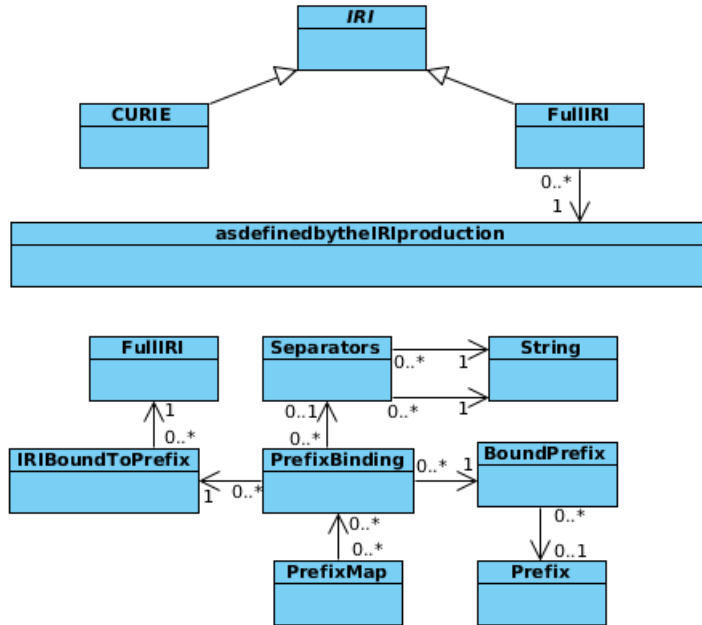 IRI
CURIE
FullIRI
0..*
1
asdefinedbytheIRIproduction
FullIRI
Separators
String
0..*
1
0..*
1
1
0..*
0..1
0..*
IRIBoundToPrefix
PrefixBinding
BoundPrefix
1
0..*
0..*
1
0..*
0..*
0..*
0..1
PrefixMap
Prefix